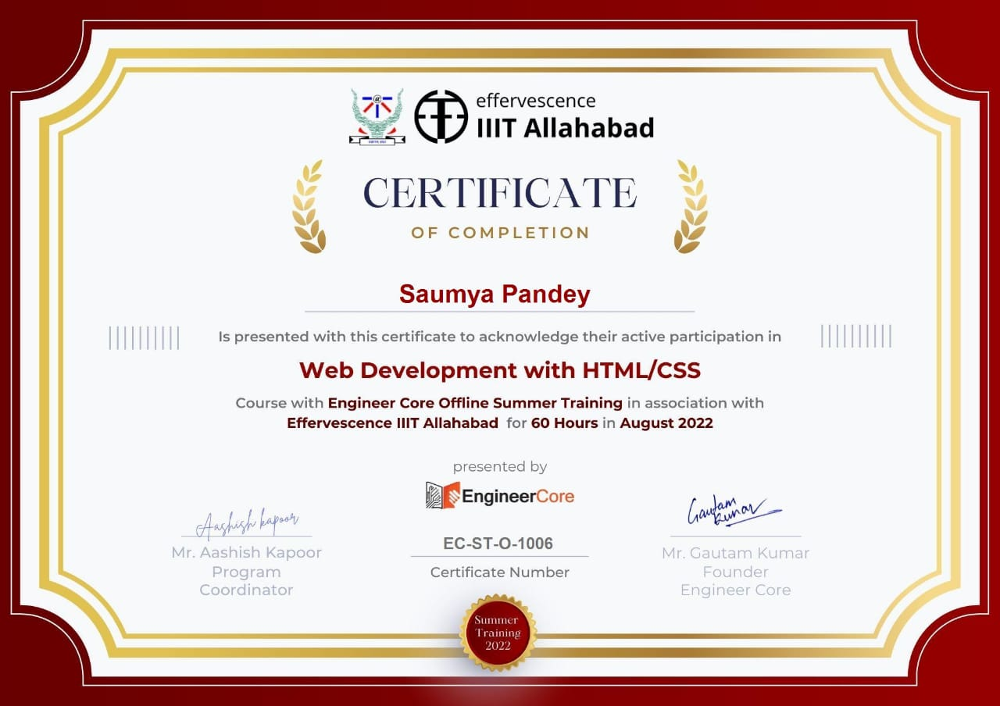 effervescence
IIIT Allahabad
CERTIFICATE
OF COMPLETION
Saumya Pandey
Is presented with this certificate to acknowledge their active participation in
Web Development with HTML/CSS
Course with Engineer Core Offline Summer Training in association with
Effervescence IIIT Allahabad for 60 Hours in August 2022
presented by
EngineerCore
Aashish kapoor
Mr. Aashish Kapoor
Program
Coordinator
EC-ST-O-1006
Certificate Number
Gautam
Kumar
Mr. Gautam Kumar
Founder
Engineer Core
Summer
Training
2022